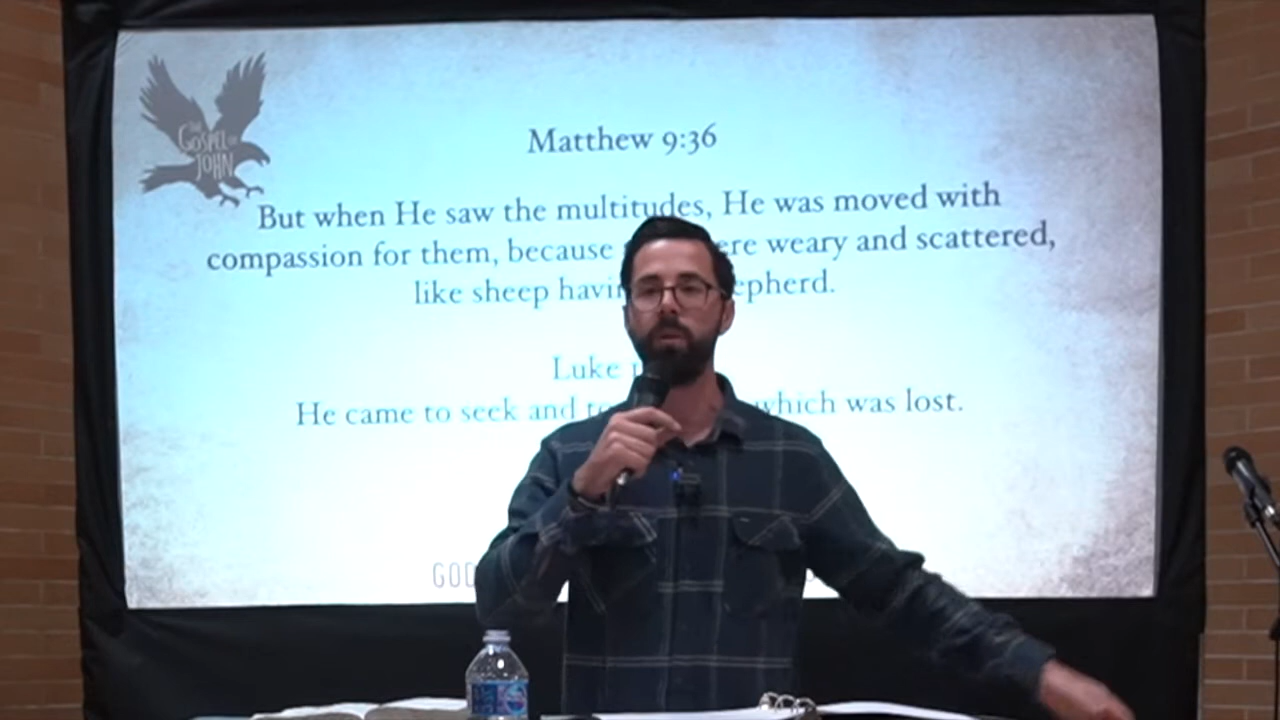 THE
GOSPEL OF
JOHN
Matthew 9:36
But when He saw the multitudes, He was moved with
compassion for them, because ere weary and scattered,
like sheep havin epherd.
Luke
He came to seek and to which was lost.
GOD